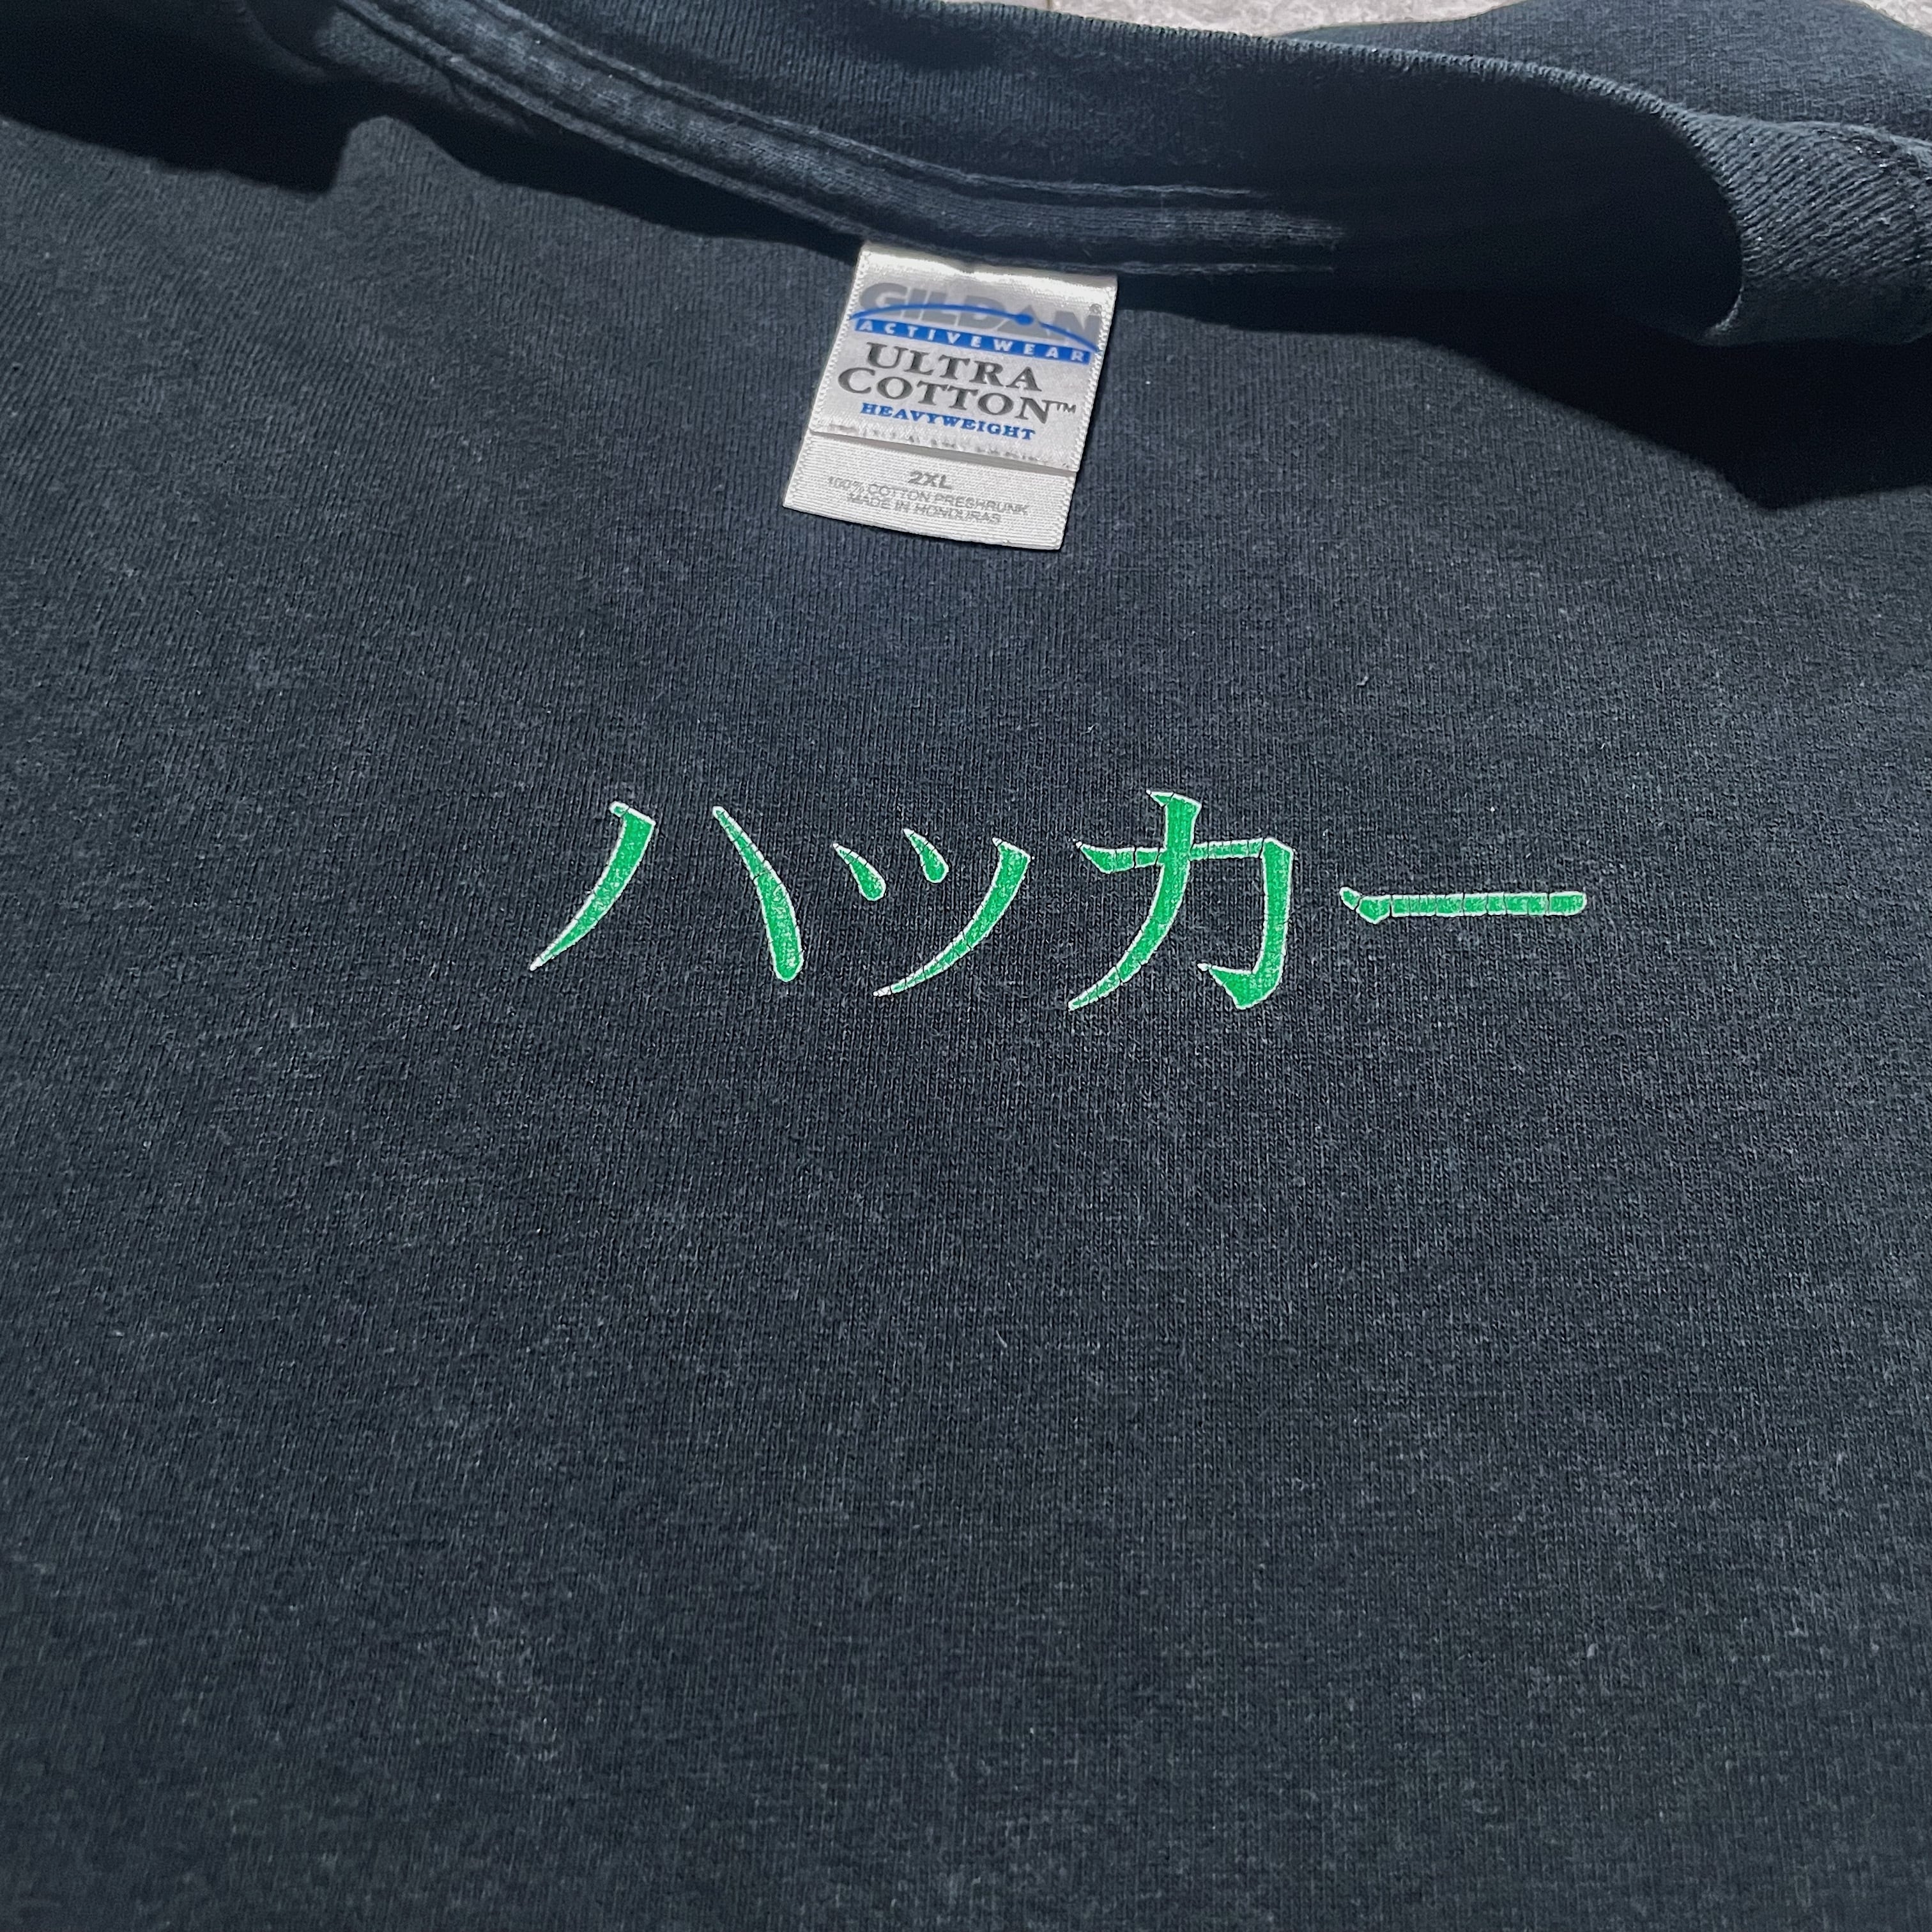 GILDAN®
ACTIVEWEAR
ULTRA
COTTON™
HEAVYWEIGHT
2XL
100% COTTON PRESHRUNK
MADE IN HONDURAS
ハッカー